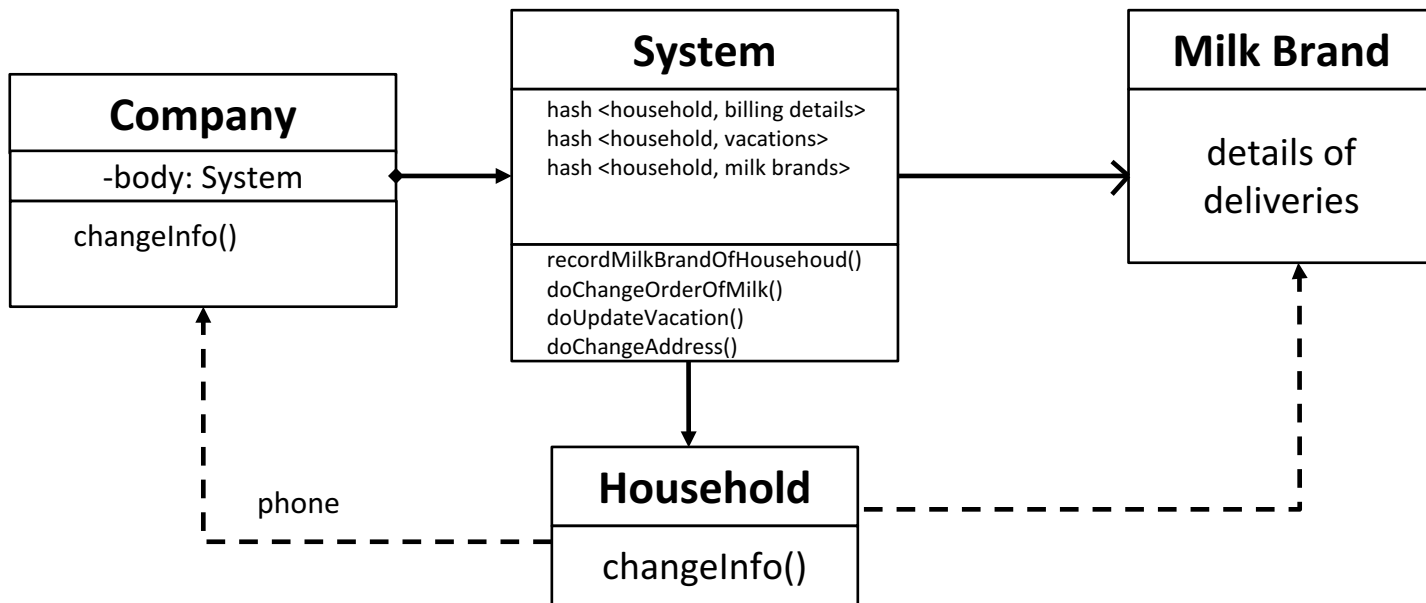 Company
-body: System
changeInfo()
System
hash <household, billing details>
hash <household, vacations>
hash <household, milk brands>
recordMilkBrandOfHousehoud()
doChangeOrderOfMilk()
doUpdateVacation()
doChangeAddress()
Milk Brand
details of
deliveries
phone
Household
changeInfo()